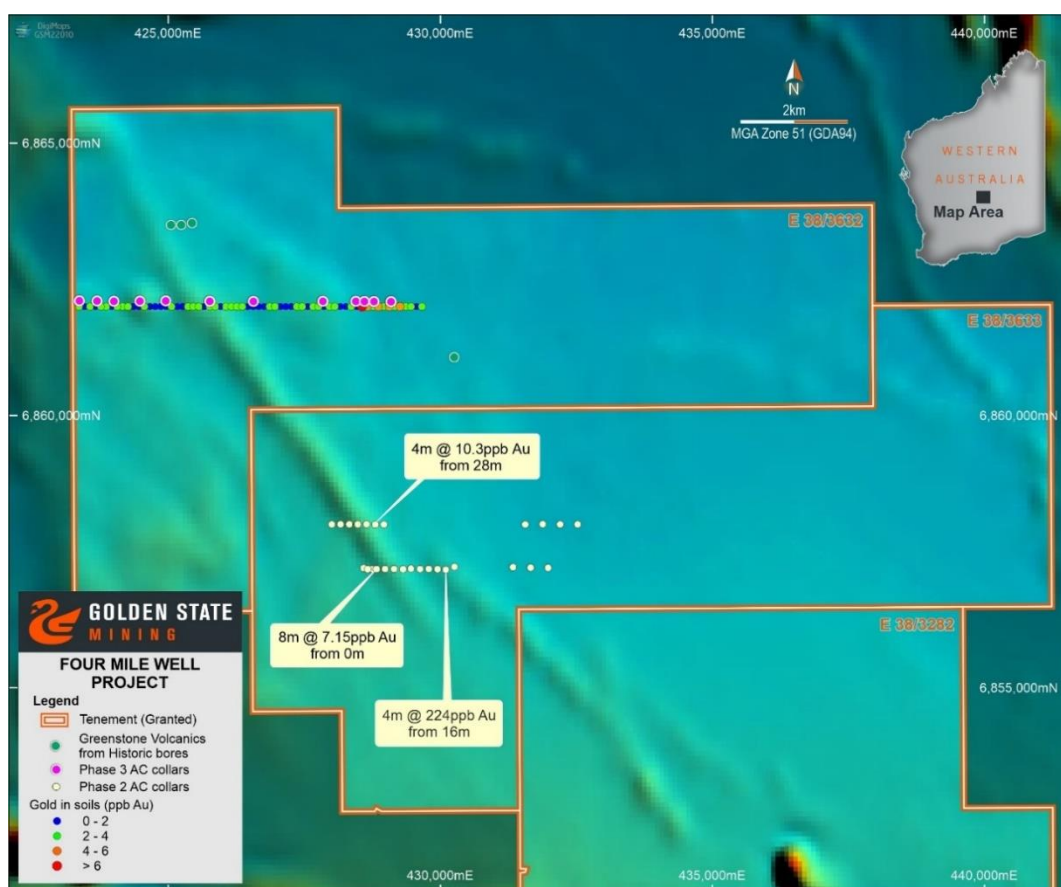 DigiMaps
GSM22010
425,000mE
430,000mE
435,000mE
440,000mE
N
2km
MGA Zone 51 (GDA94)
WESTERN
AUSTRALIA
Map Area
6,865,000mN
E 38/3632
E 38/3633
6,860,000mN
6,860,000mN
4m @ 10.3ppb Au
from 28m
8m @ 7.15ppb Au
from 0m
4m @ 224ppb Au
from 16m
E 38/3282
6,855,000mN
GOLDEN STATE
MINING
FOUR MILE WELL
PROJECT
Legend
Tenement (Granted)
Greenstone Volcanics
from Historic bores
Phase 3 AC collars
Phase 2 AC collars
Gold in soils (ppb Au)
0 - 2
2 - 4
4 - 6
> 6
430,000mE
435,000mE
440,000mE